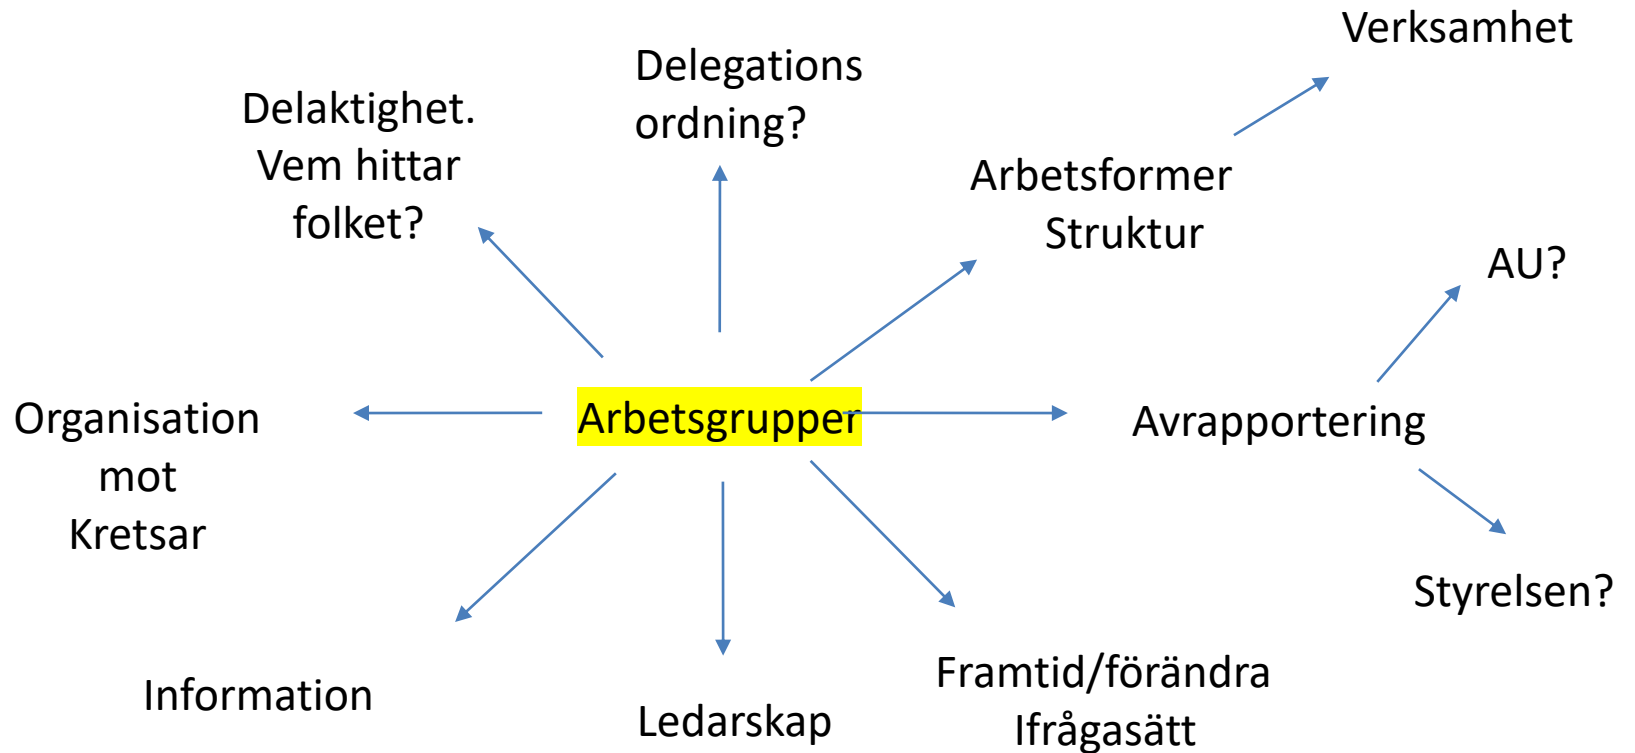 Verksamhet
Delegations
ordning?
Delaktighet.
Vem hittar
folket?
Arbetsformer
Struktur
AU?
Organisation
mot
Kretsar
Arbetsgrupper
Avrapportering
Styrelsen?
Information
Ledarskap
Framtid/förändra
Ifrågasätt